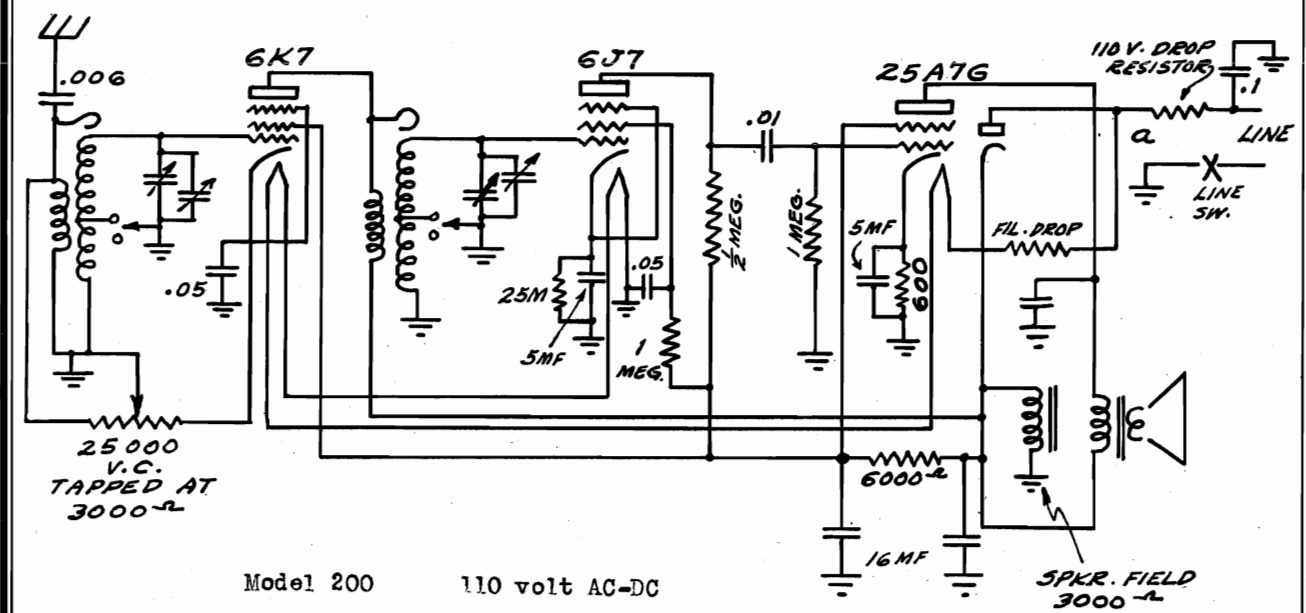 .006
6K7
6J7
25A7G
110 V. DROP
RESISTOR
.1
a
LINE
LINE
SW.
.01
.05
25M
5MF
.05
1
MEG.
½ MEG.
1 MEG.
5MF
600
FIL. DROP
25000
V.C.
TAPPED AT
3000 Ω
6000 Ω
16 MF
SPKR. FIELD
3000 Ω
Model 200 110 volt AC-DC